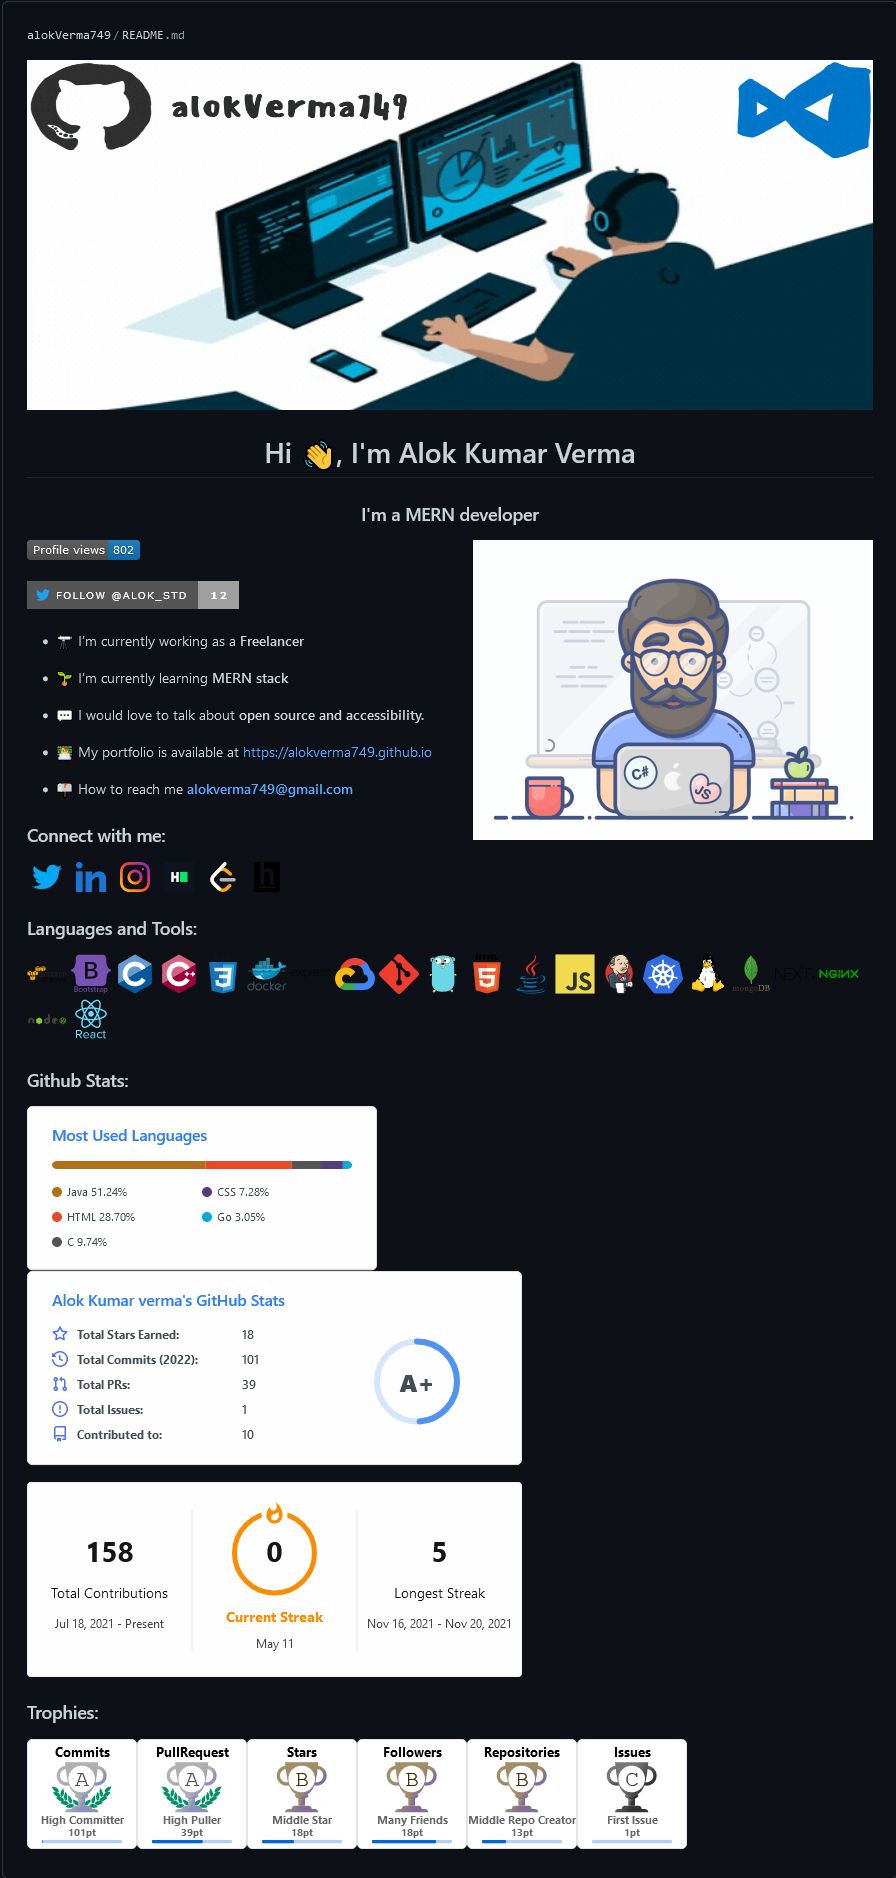 alokVerma749/README.md
alokVerma749
Hi 👋, I'm Alok Kumar Verma
I'm a MERN developer
Profile views 802
FOLLOW @ALOK_STD 12
I'm currently working as a Freelancer
I'm currently learning MERN stack
I would love to talk about open source and accessibility.
My portfolio is available at https://alokverma749.github.io
How to reach me alokverma749@gmail.com
C#
JS
Connect with me:
H
h
Languages and Tools:
B
Bootstrap
C
C++
3
docker
HTML
5
Java
JS
mongoDB
NEXT
NGINX
node
React
Github Stats:
Most Used Languages
Java 51.24%
CSS 7.28%
HTML 28.70%
Go 3.05%
C 9.74%
Alok Kumar verma's GitHub Stats
Total Stars Earned: 18
Total Commits (2022): 101
Total PRs: 39
Total Issues: 1
Contributed to: 10
A+
158
Total Contributions
Jul 18, 2021 - Present
0
Current Streak
May 11
5
Longest Streak
Nov 16, 2021 - Nov 20, 2021
Trophies:
Commits
A
High Committer
101pt
PullRequest
A
High Puller
39pt
Stars
B
Middle Star
18pt
Followers
B
Many Friends
18pt
Repositories
B
Middle Repo Creator
13pt
Issues
C
First Issue
1pt